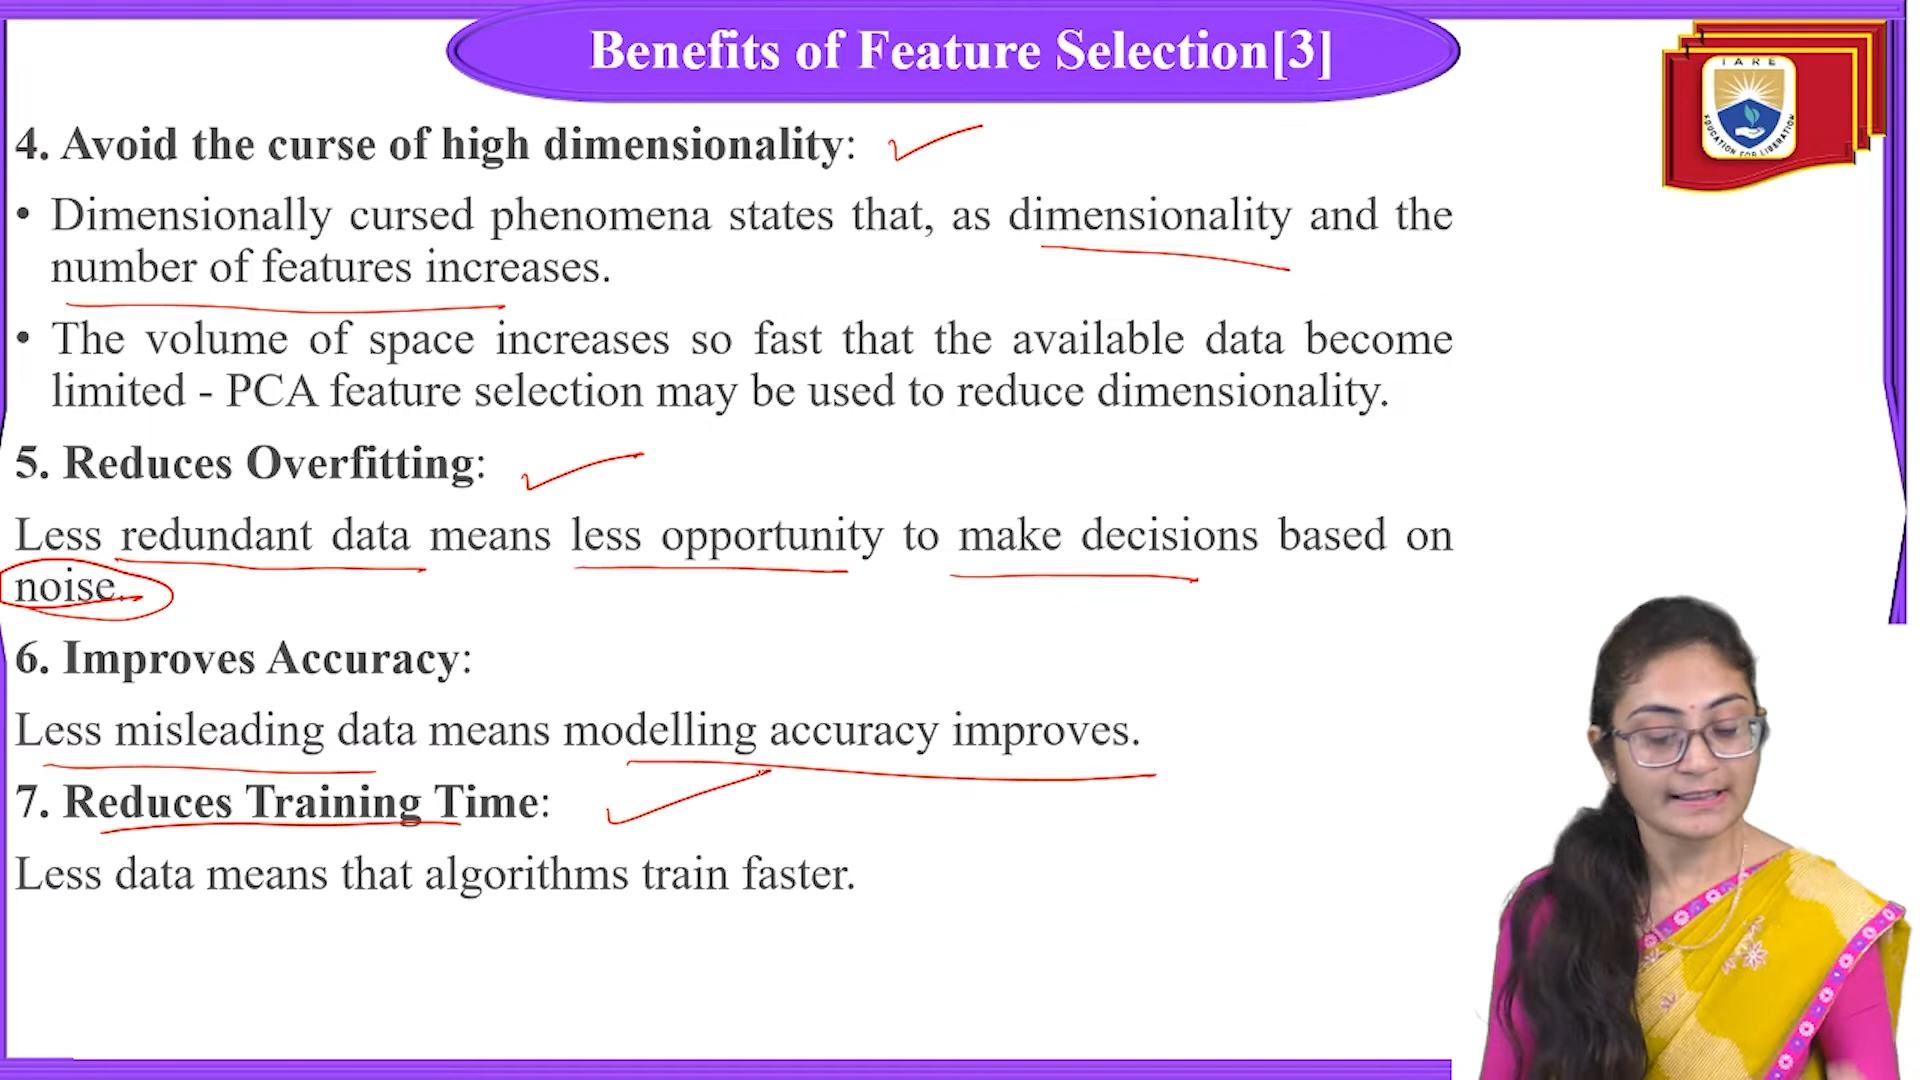 Benefits of Feature Selection[3]
IARE
EDUCATION FOR LIBERATION
4. Avoid the curse of high dimensionality:
• Dimensionally cursed phenomena states that, as dimensionality and the
number of features increases.
• The volume of space increases so fast that the available data become
limited - PCA feature selection may be used to reduce dimensionality.
5. Reduces Overfitting:
Less redundant data means less opportunity to make decisions based on
noise.
6. Improves Accuracy:
Less misleading data means modelling accuracy improves.
7. Reduces Training Time:
Less data means that algorithms train faster.